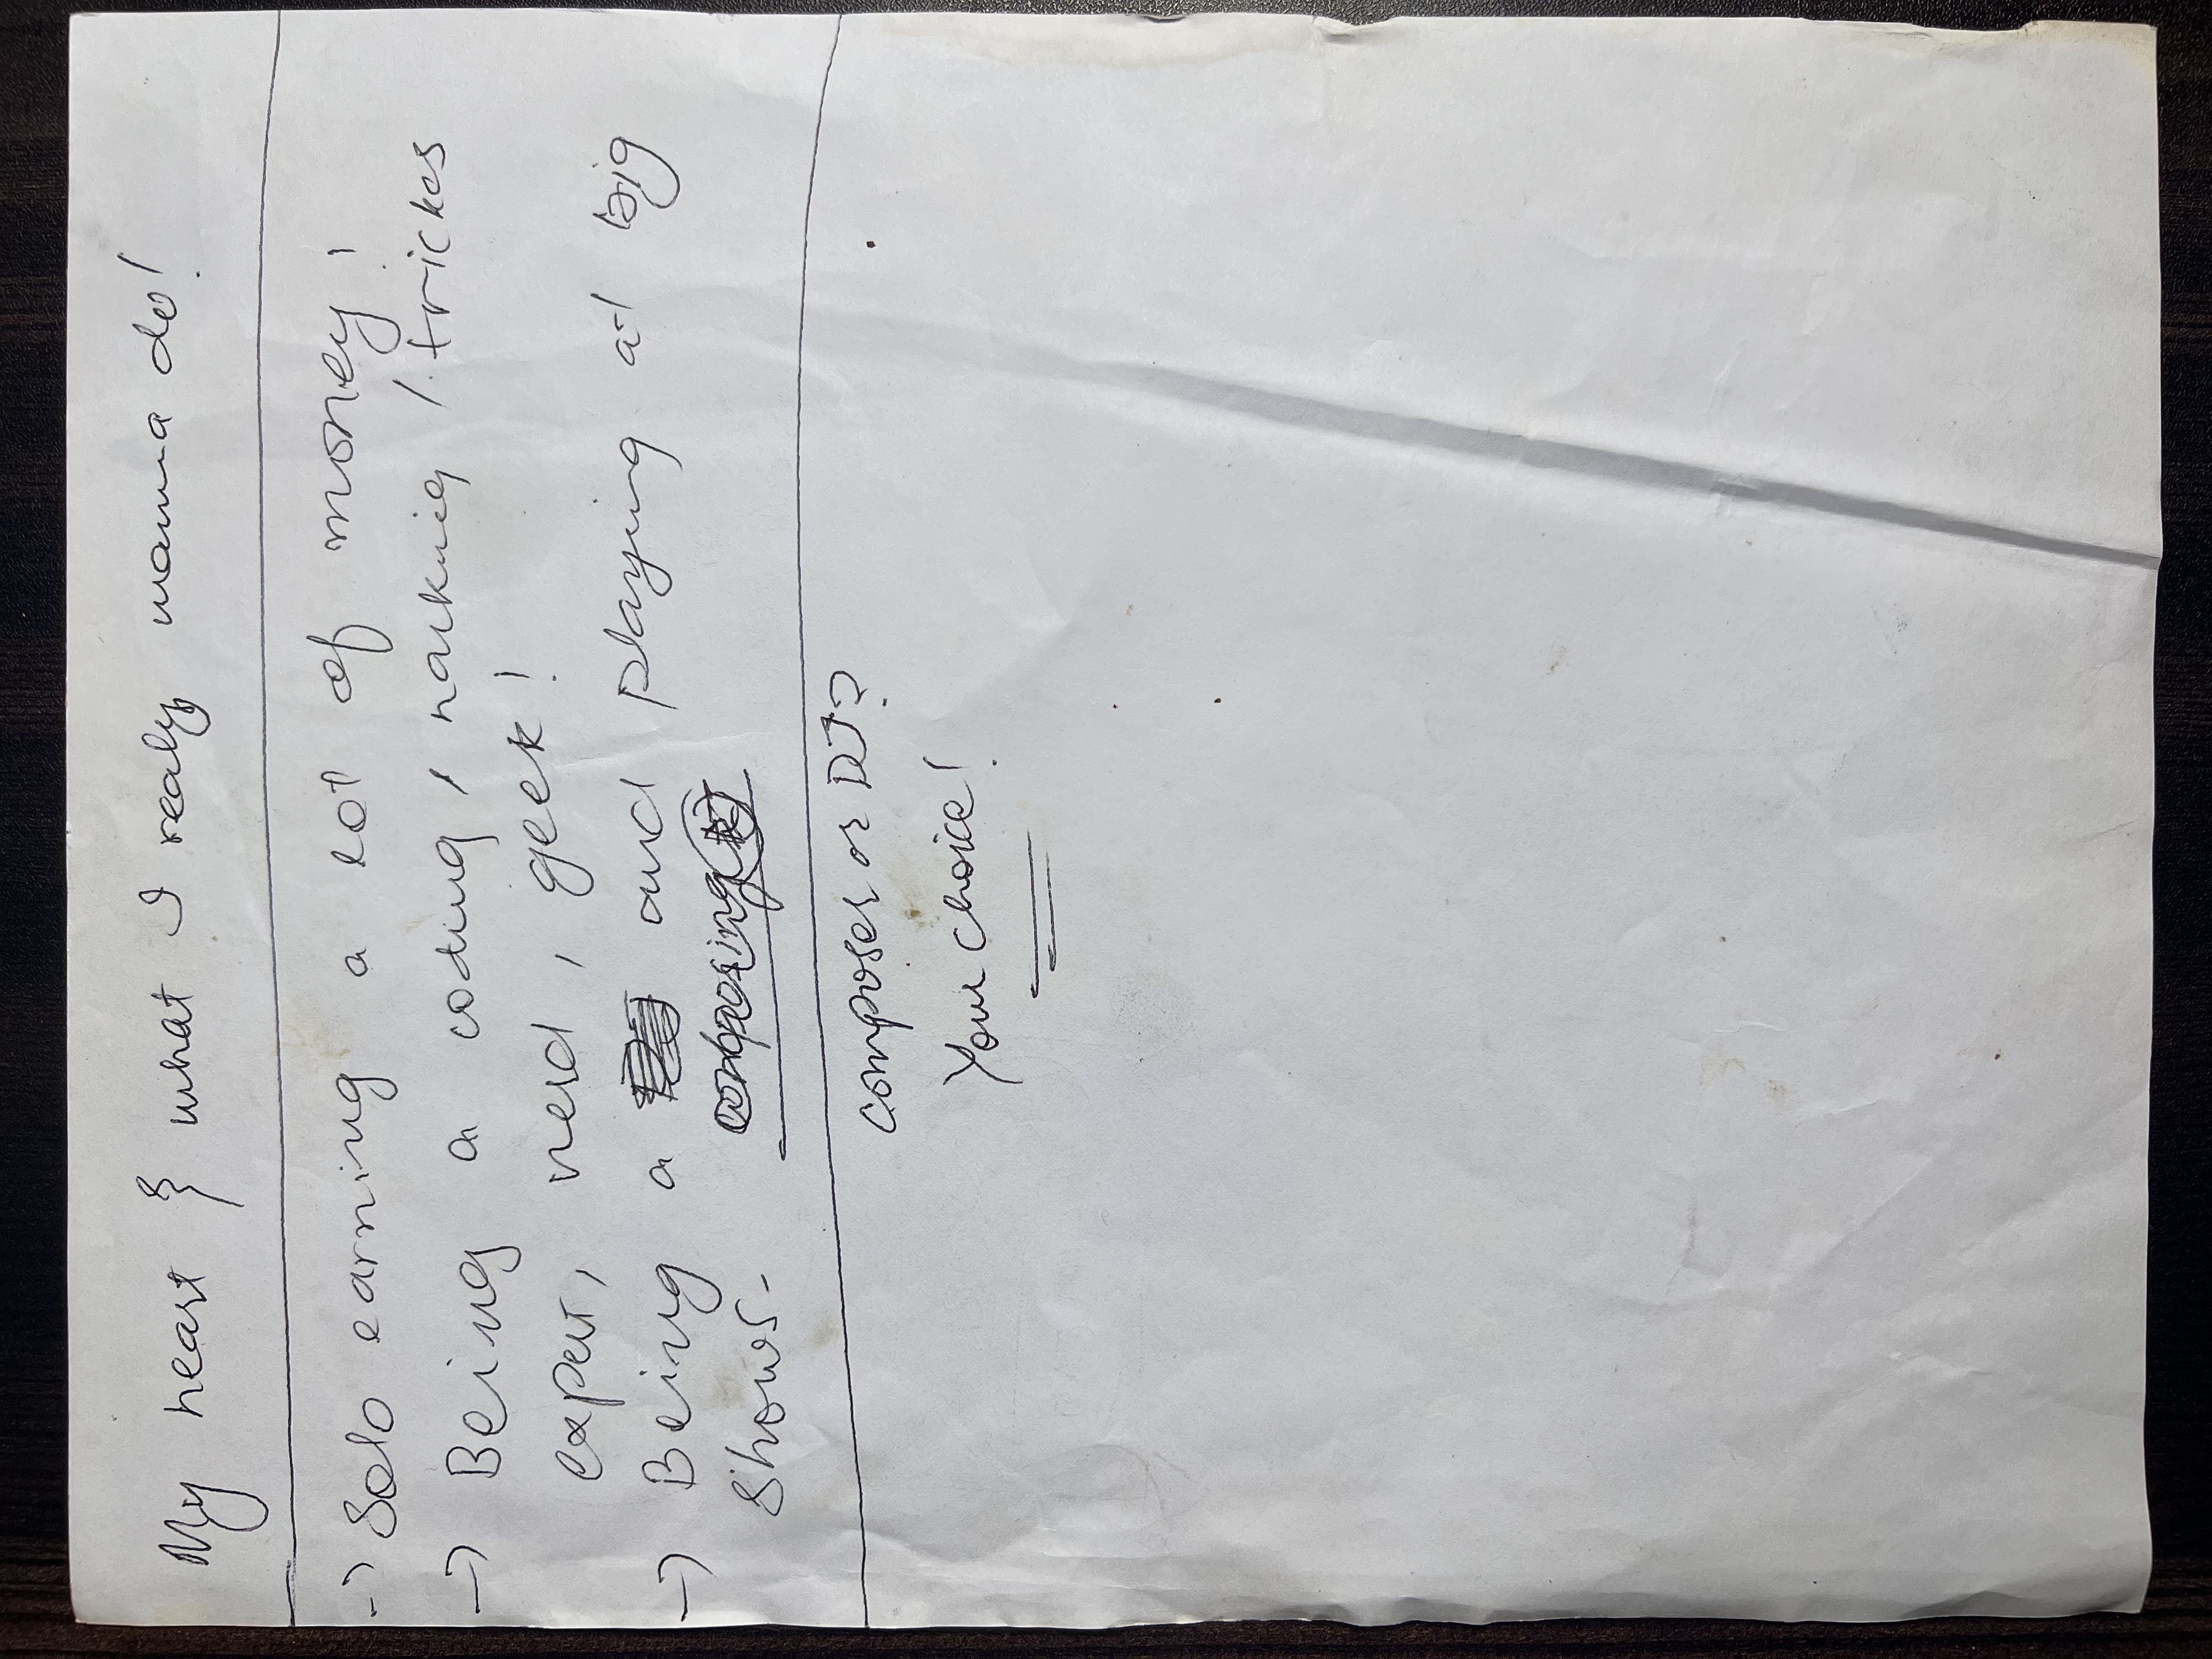 My heart & what I really wanna do!
-> Solo earning a lot of money!
-> Being a coding, hacking, tricks
expert, nerd, geek!
-> Being a and playing at big
shows. composing
composer or DJ?
Your choice!